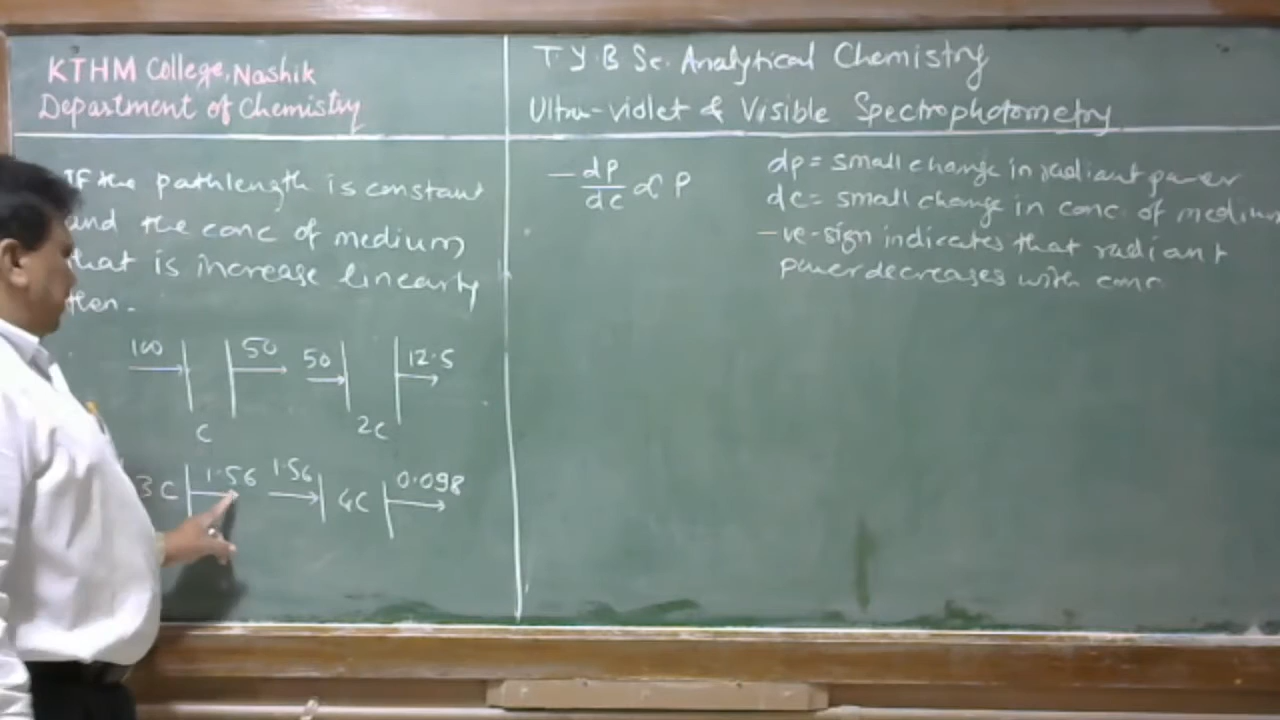 KTHM College, Nashik
Department of Chemistry
T.Y.B Sc. Analytical Chemistry
Ultra-violet & Visible Spectrophotometry
If the pathlength is constant
and the conc of medium
that is increase linearly
then.
100 50 50 12.5
C 2C
3C 1.56 1.56 4C 0.098
- dp/dc ∝ P
dp = small change in radiant power
dc = small change in conc. of medium
-ve-sign indicates that radiant
power decreases with conc